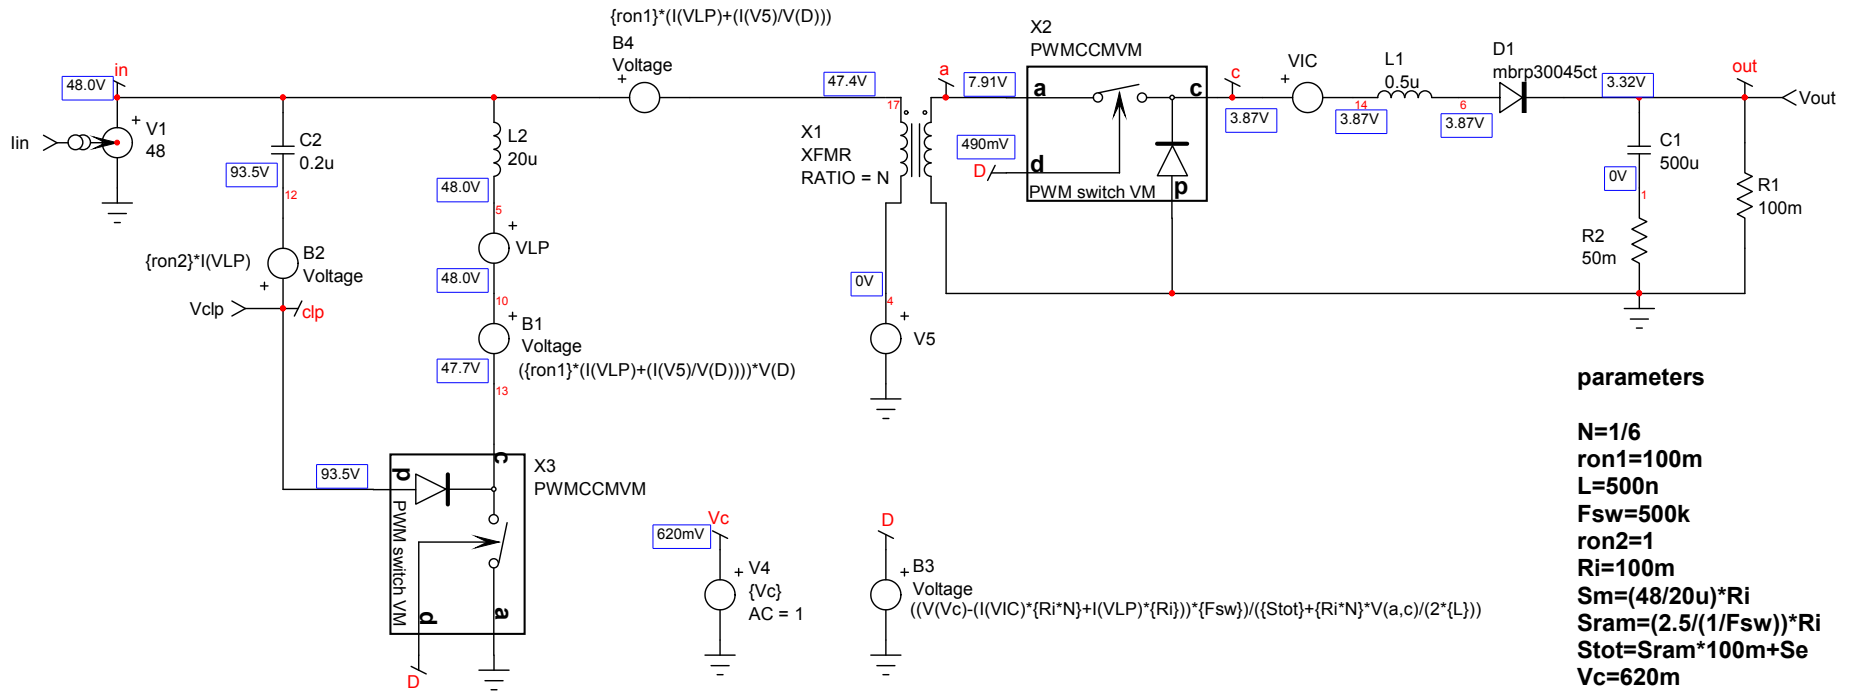 {ron1}*(I(VLP)+(I(V5)/V(D)))
B4
Voltage
+
in
48.0V
Iin
+
V1
48
C2
0.2u
93.5V
12
L2
20u
48.0V
5
+
VLP
48.0V
10
{ron2}*I(VLP)
B2
Voltage
+
Vclp
clp
+
B1
Voltage
47.7V
({ron1}*(I(VLP)+(I(V5)/V(D))))*V(D)
13
93.5V
p
c
X3
PWMCCMVM
PWM switch VM
d
a
D
47.4V
17
X1
XFMR
RATIO = N
a
7.91V
X2
PWMCCMVM
a
c
490mV
D
d
PWM switch VM
p
c
3.87V
VIC
+
14
3.87V
L1
0.5u
6
3.87V
D1
mbrp30045ct
3.32V
out
Vout
C1
500u
0V
1
R2
50m
R1
100m
0V
4
+
V5
Vc
620mV
+
V4
{Vc}
AC = 1
D
+
B3
Voltage
((V(Vc)-(I(VIC)*{Ri*N}+I(VLP)*{Ri}))*{Fsw})/({Stot}+{Ri*N}*V(a,c)/(2*{L}))
parameters
N=1/6
ron1=100m
L=500n
Fsw=500k
ron2=1
Ri=100m
Sm=(48/20u)*Ri
Sram=(2.5/(1/Fsw))*Ri
Stot=Sram*100m+Se
Vc=620m